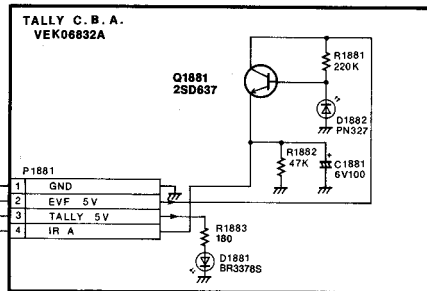 TALLY C.B.A.
VEK06832A
Q1881
2SD637
R1881
220K
D1882
PN327
R1882
47K
C1881
6V100
P1881
1 GND
2 EVF 5V
3 TALLY 5V
4 IR A
R1883
180
D1881
BR3378S